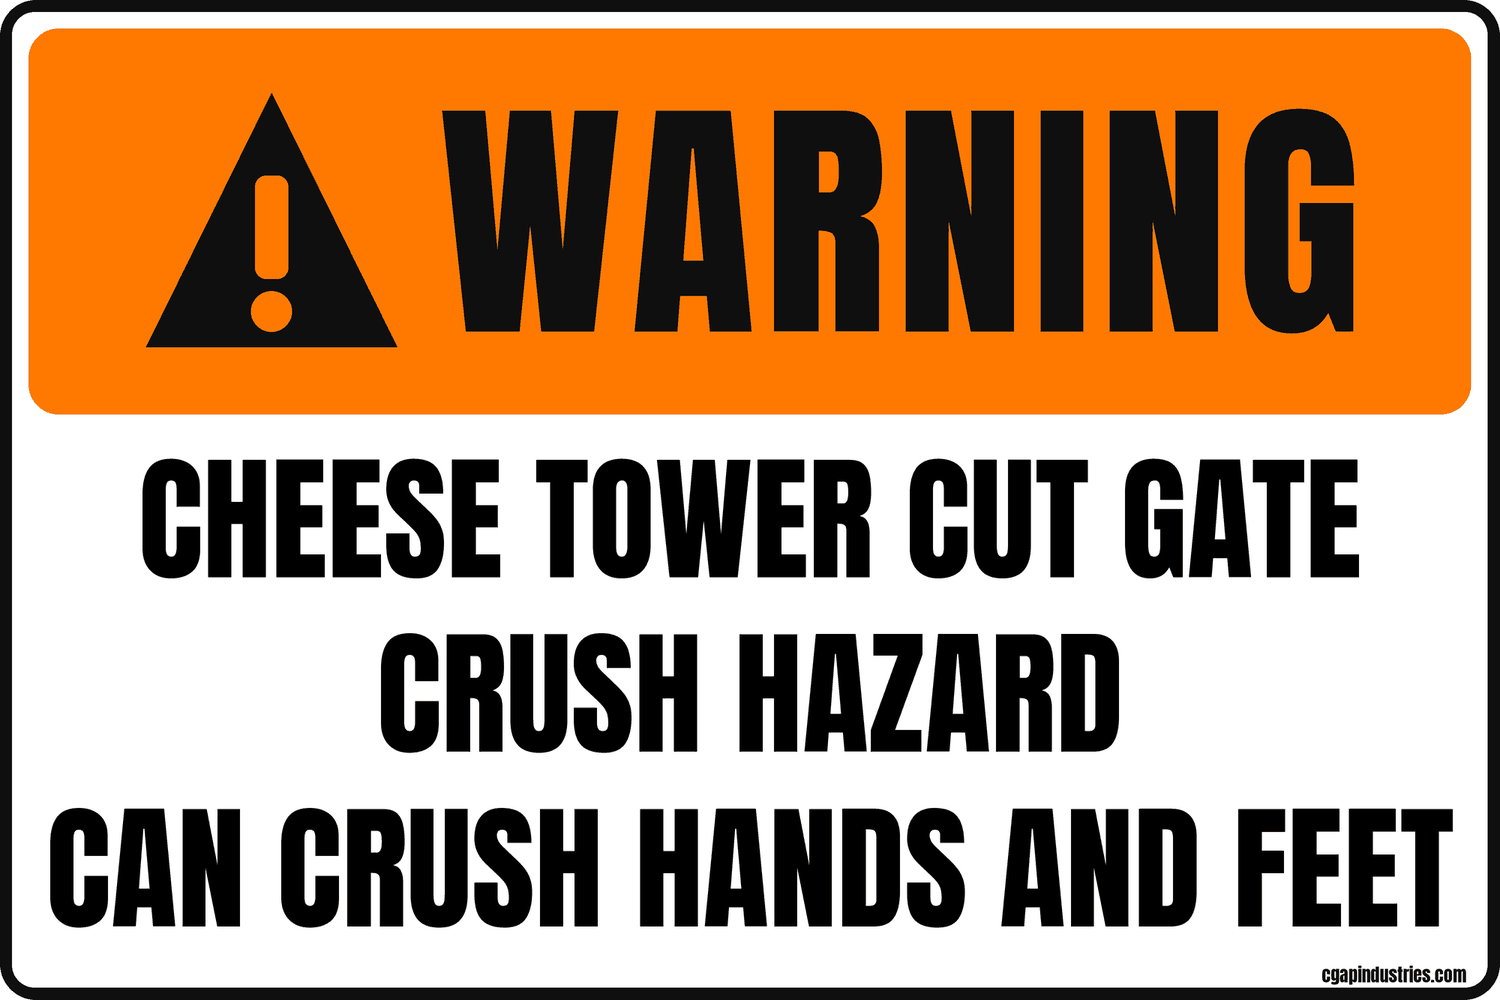 WARNING
CHEESE TOWER CUT GATE
CRUSH HAZARD
CAN CRUSH HANDS AND FEET
cgapindustries.com